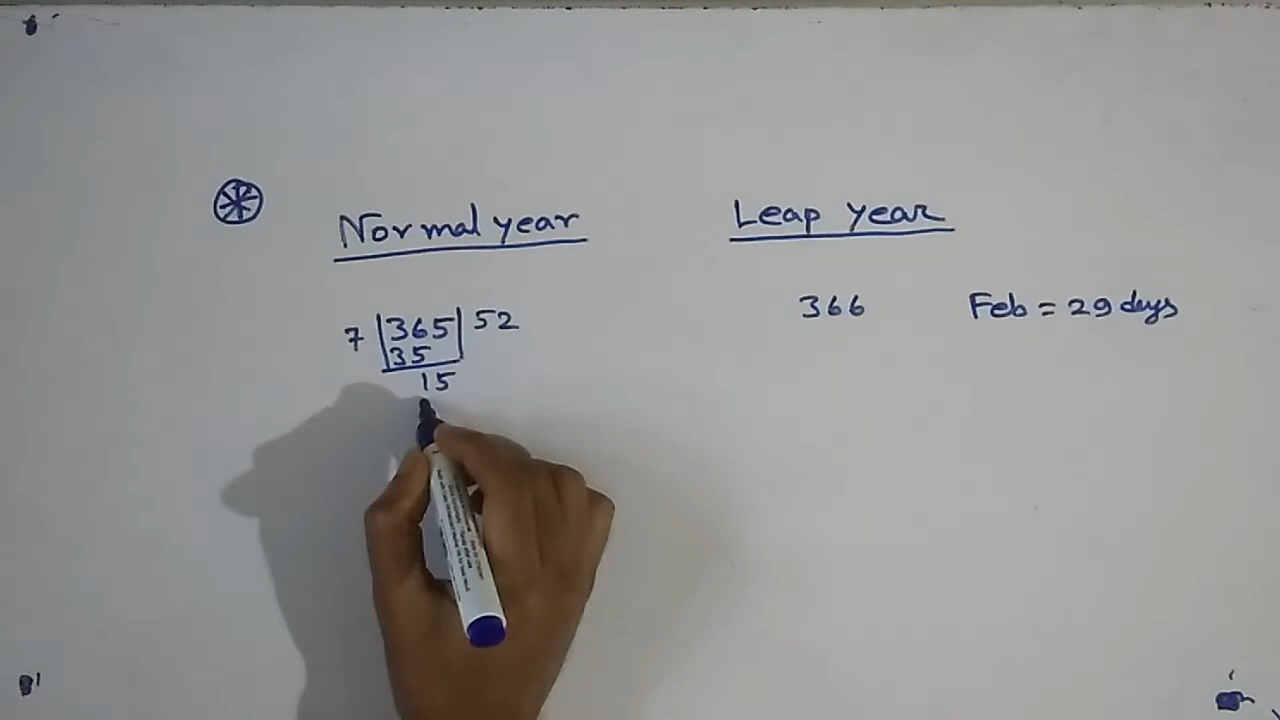 Normal year
Leap year
7 365 52
35
15
366
Feb = 29 days